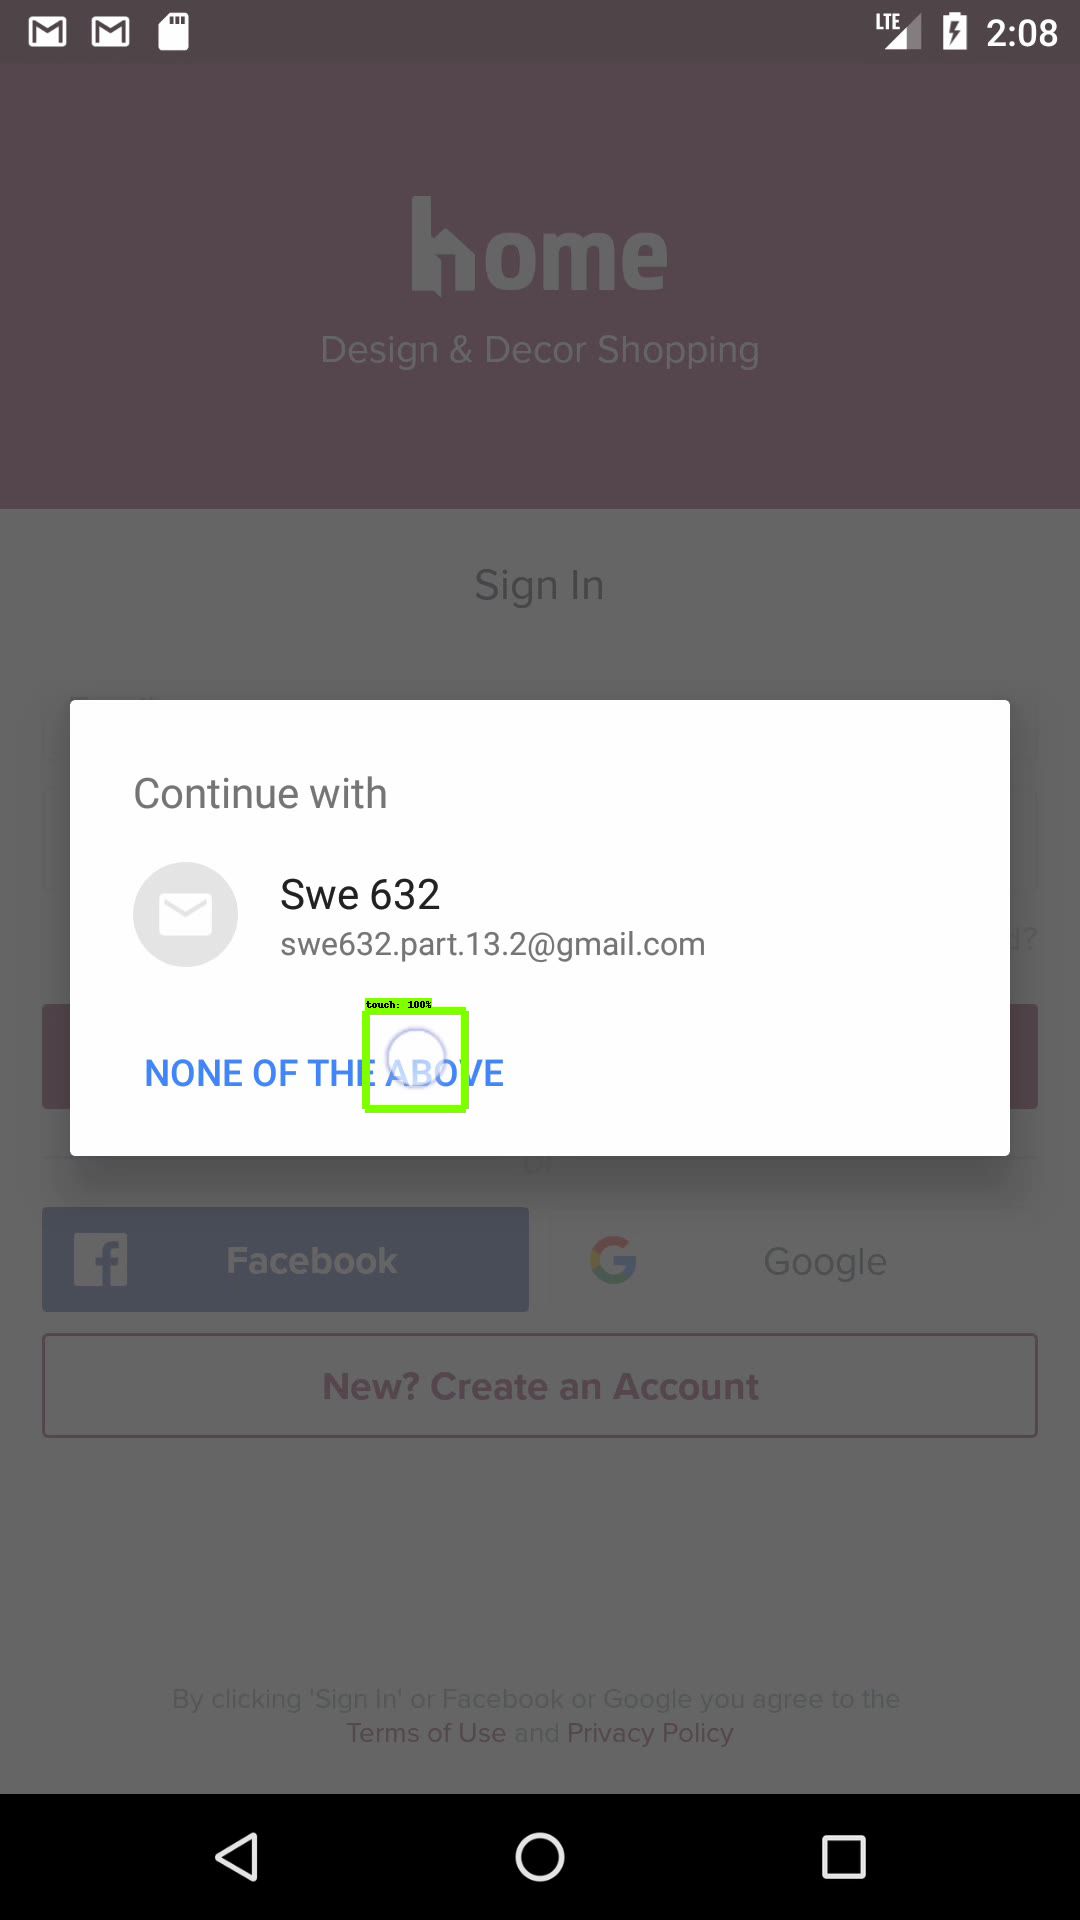 LTE 2:08
home
Design & Decor Shopping
Sign In
Continue with
Swe 632
swe632.part.13.2@gmail.com
d?
touch: 100%
NONE OF THE ABOVE
or
Facebook
Google
New? Create an Account
By clicking 'Sign In' or Facebook or Google you agree to the
Terms of Use and Privacy Policy